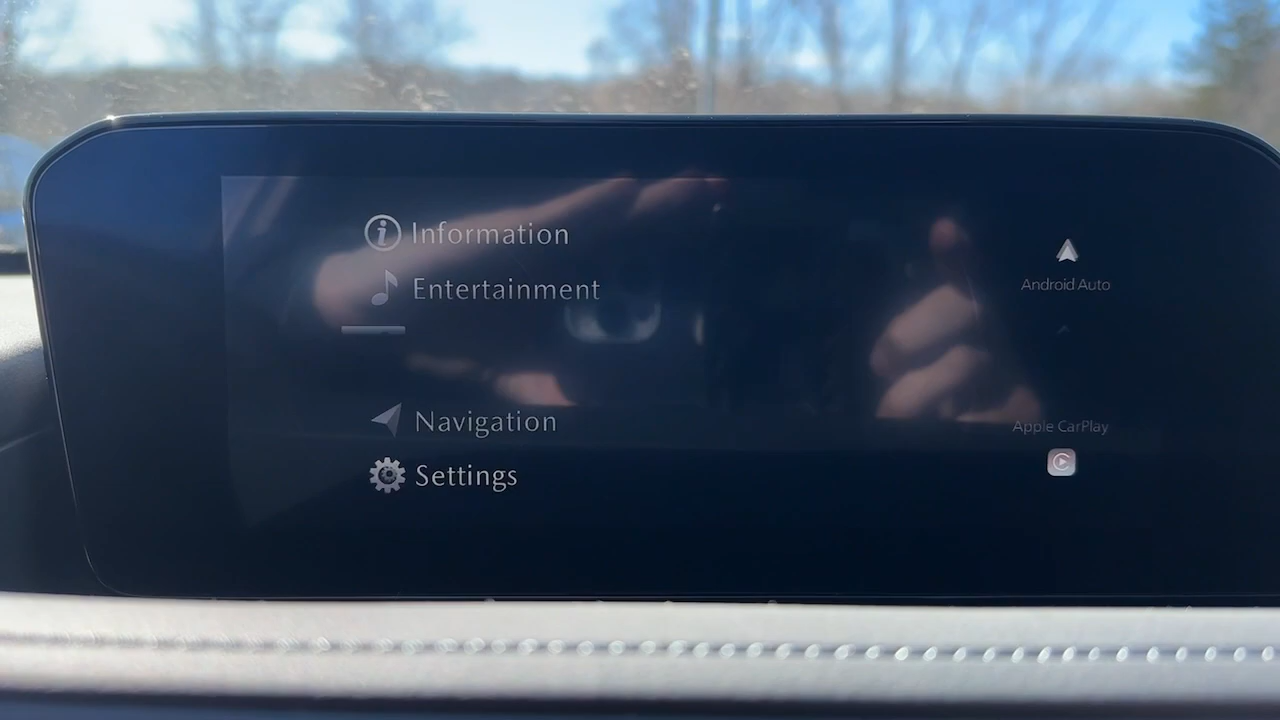 Information
Entertainment
Navigation
Settings
Android Auto
Apple CarPlay